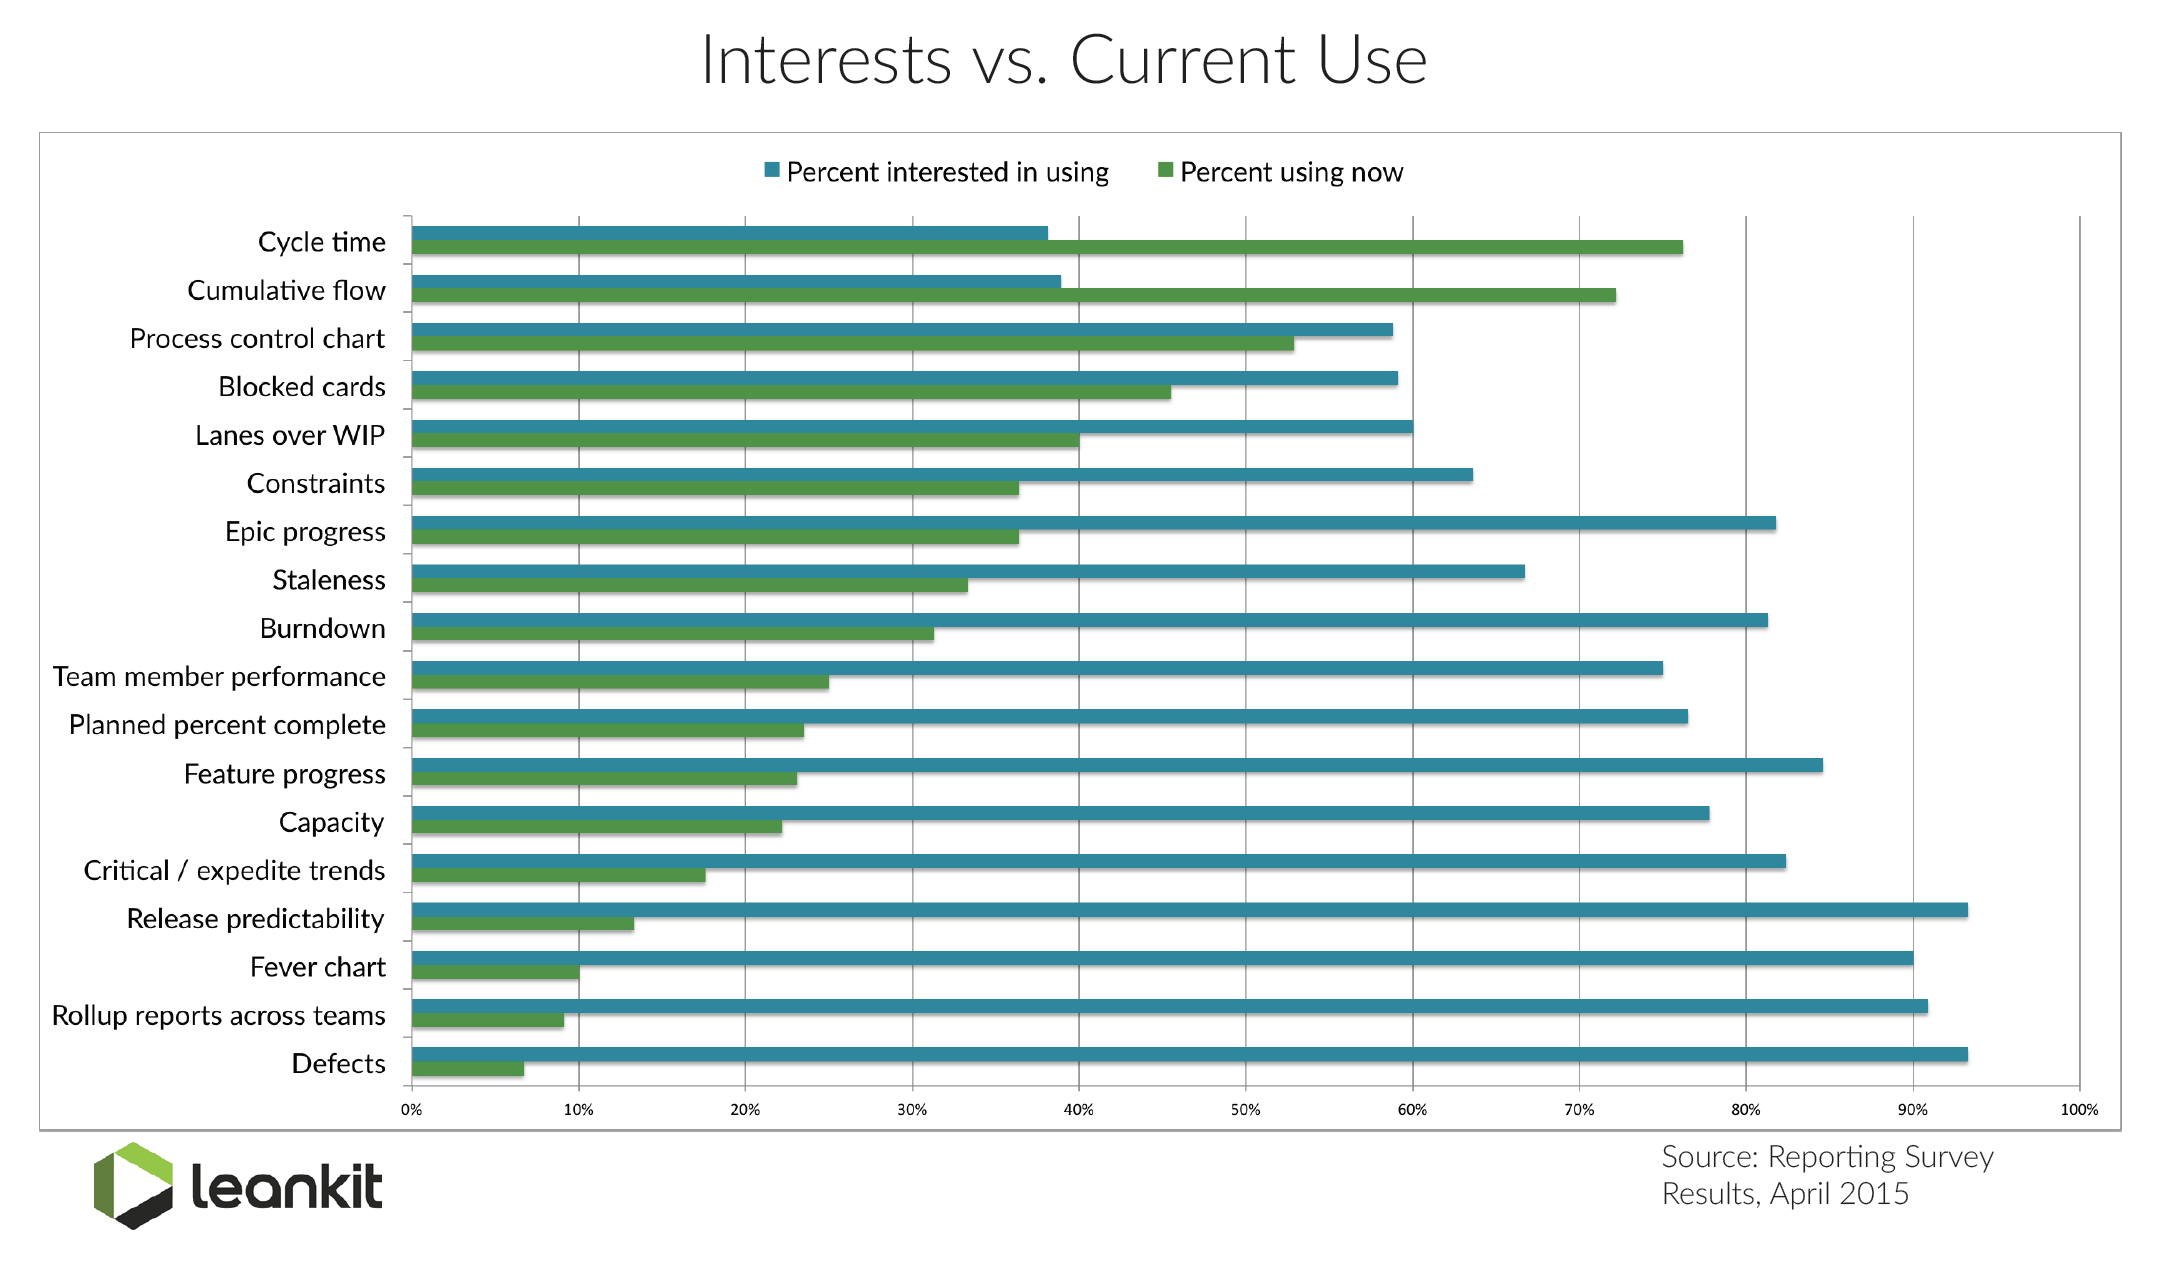 Interests vs. Current Use
Percent interested in using Percent using now
Cycle time
Cumulative flow
Process control chart
Blocked cards
Lanes over WIP
Constraints
Epic progress
Staleness
Burndown
Team member performance
Planned percent complete
Feature progress
Capacity
Critical / expedite trends
Release predictability
Fever chart
Rollup reports across teams
Defects
0% 10% 20% 30% 40% 50% 60% 70% 80% 90% 100%
leankit
Source: Reporting Survey
Results, April 2015